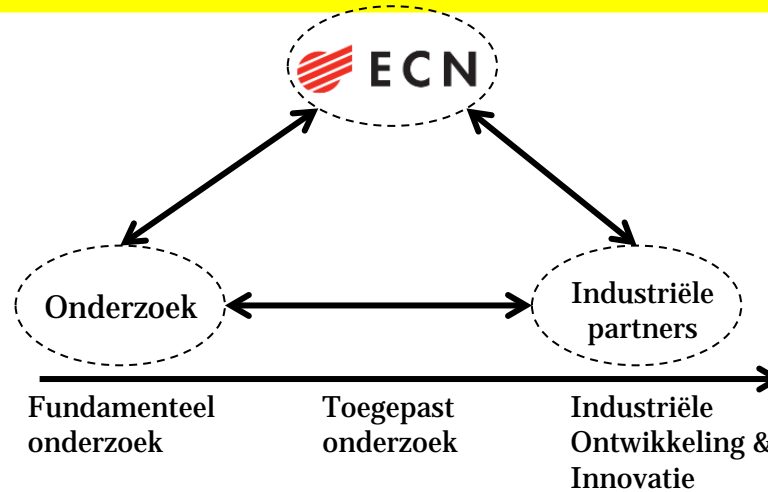 ECN
Onderzoek
Industriële
partners
Fundamenteel
onderzoek
Toegepast
onderzoek
Industriële
Ontwikkeling &
Innovatie